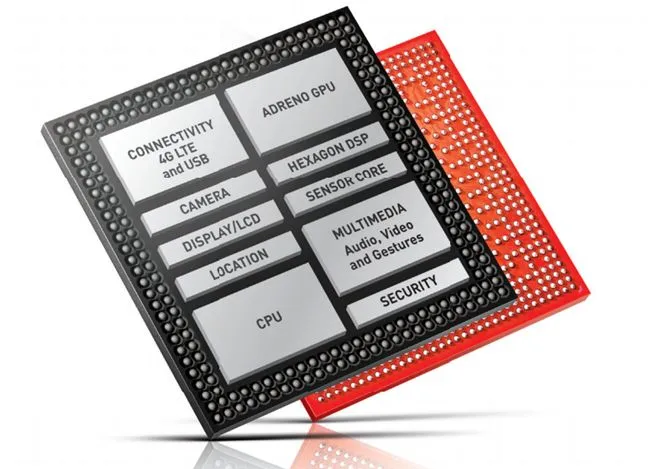 CONNECTIVITY
4G LTE
and USB
CAMERA
DISPLAY/LCD
LOCATION
CPU
ADRENO GPU
HEXAGON DSP
SENSOR CORE
MULTIMEDIA
Audio, Video
and Gestures
SECURITY